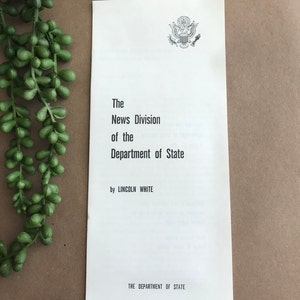 The
News Division
of the
Department of State
by LINCOLN WHITE
THE DEPARTMENT OF STATE